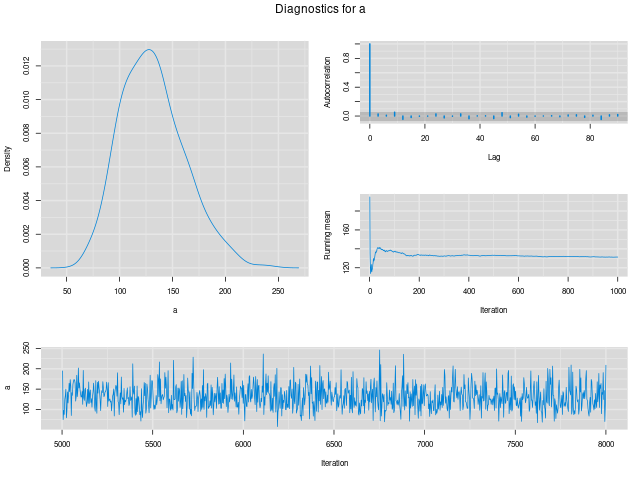 Diagnostics for a
Density
0.000 0.002 0.004 0.006 0.008 0.010 0.012
50 100 150 200 250
a
Autocorrelation
0.0 0.4 0.8
0 20 40 60 80
Lag
Running mean
120 160
0 200 400 600 800 1000
Iteration
a
100 150 200 250
5000 5500 6000 6500 7000 7500 8000
Iteration